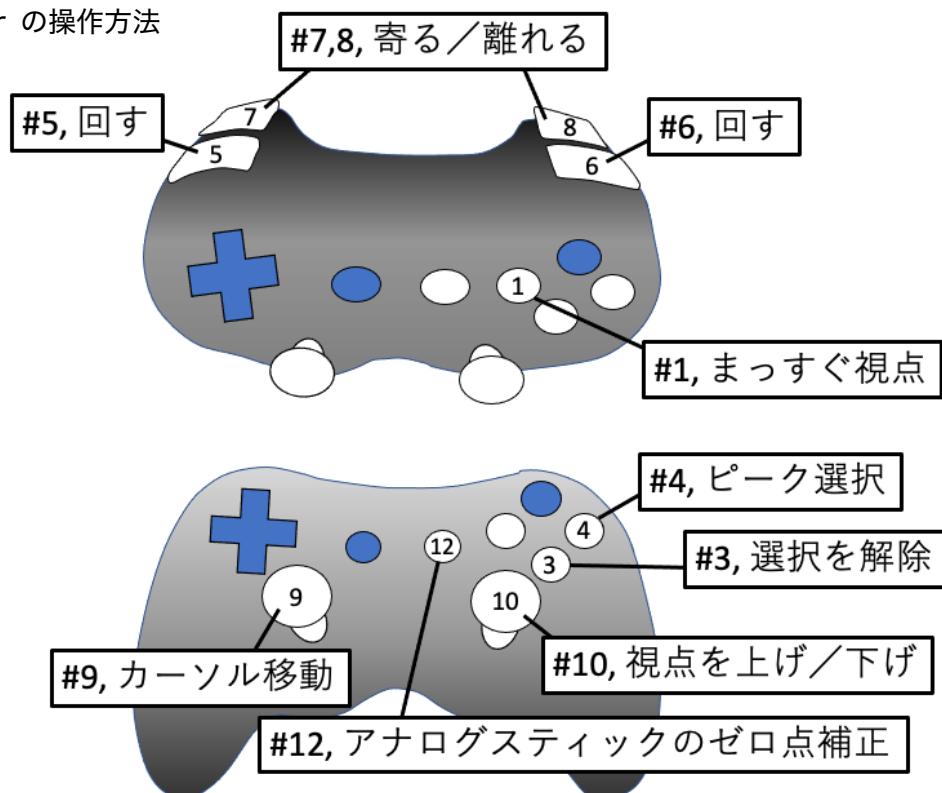 r の操作方法
#7,8, 寄る／離れる
#5, 回す
7
8
#6, 回す
5
6
1
#1, まっすぐ視点
#4, ピーク選択
4
12
3
#3, 選択を解除
9
10
#9, カーソル移動
#10, 視点を上げ／下げ
#12, アナログスティックのゼロ点補正